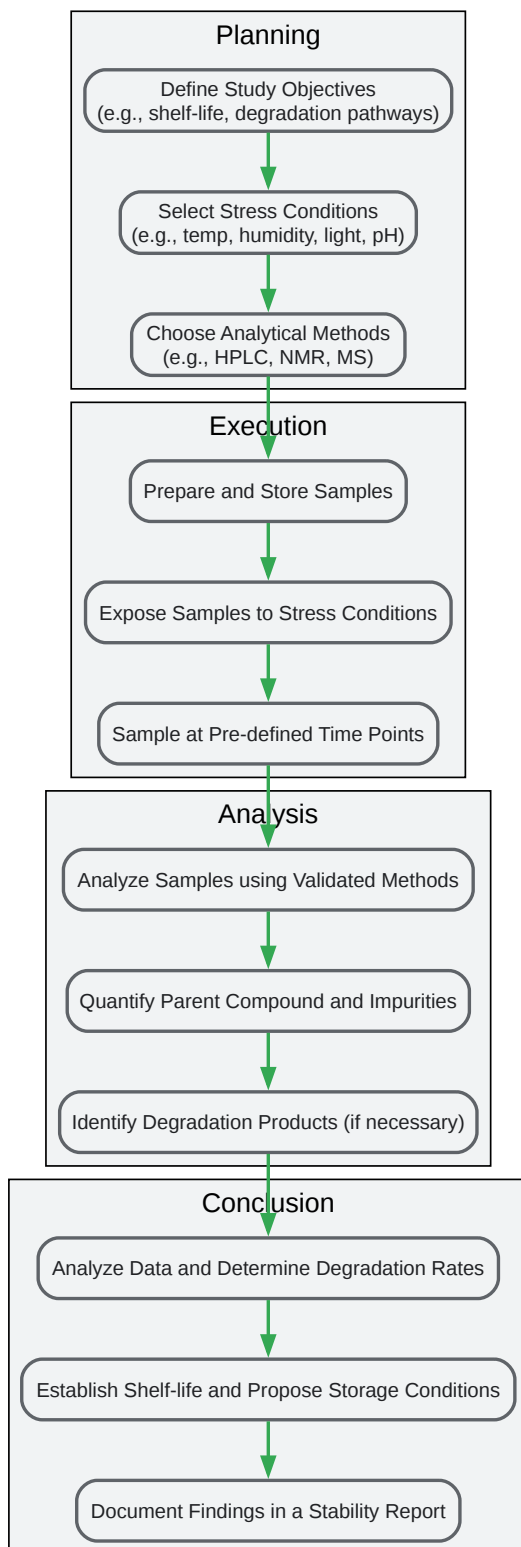 Planning
Define Study Objectives
(e.g., shelf-life, degradation pathways)
Select Stress Conditions
(e.g., temp, humidity, light, pH)
Choose Analytical Methods
(e.g., HPLC, NMR, MS)
Execution
Prepare and Store Samples
Expose Samples to Stress Conditions
Sample at Pre-defined Time Points
Analysis
Analyze Samples using Validated Methods
Quantify Parent Compound and Impurities
Identify Degradation Products (if necessary)
Conclusion
Analyze Data and Determine Degradation Rates
Establish Shelf-life and Propose Storage Conditions
Document Findings in a Stability Report